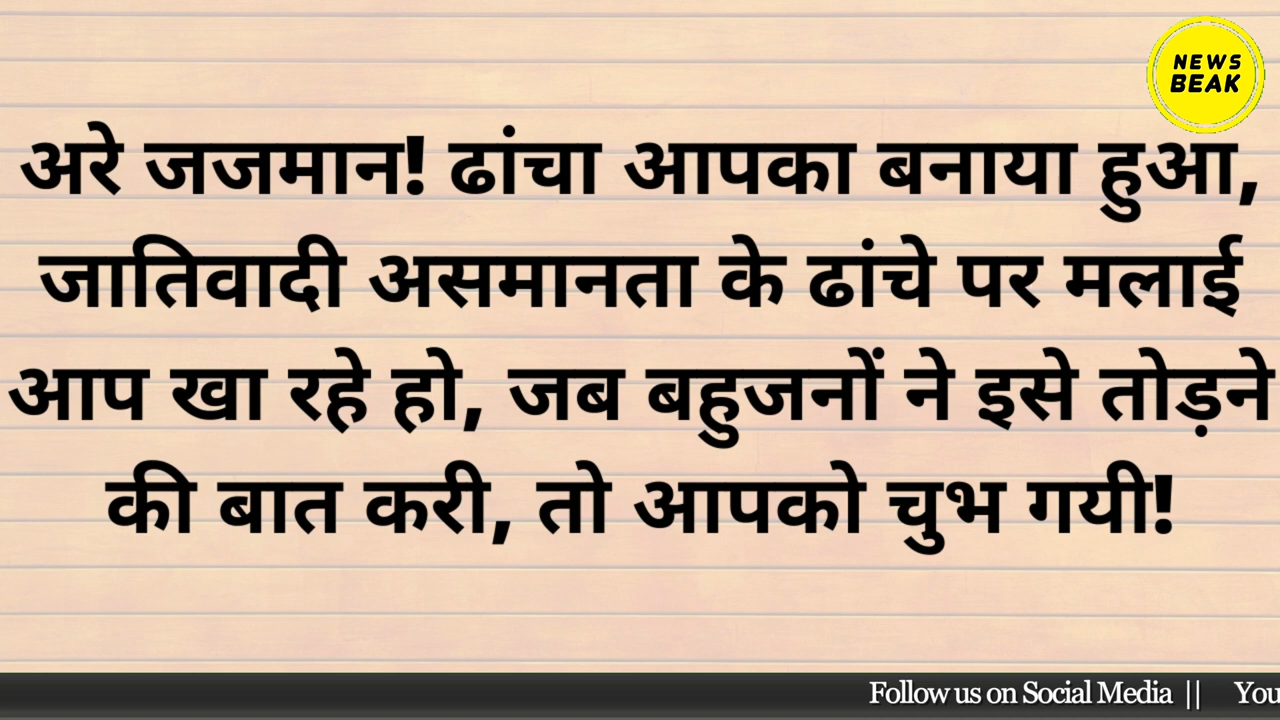 NEWS
BEAK
अरे जजमान! ढांचा आपका बनाया हुआ,
जातिवादी असमानता के ढांचे पर मलाई
आप खा रहे हो, जब बहुजनों ने इसे तोड़ने
की बात करी, तो आपको चुभ गयी!
Follow us on Social Media || You